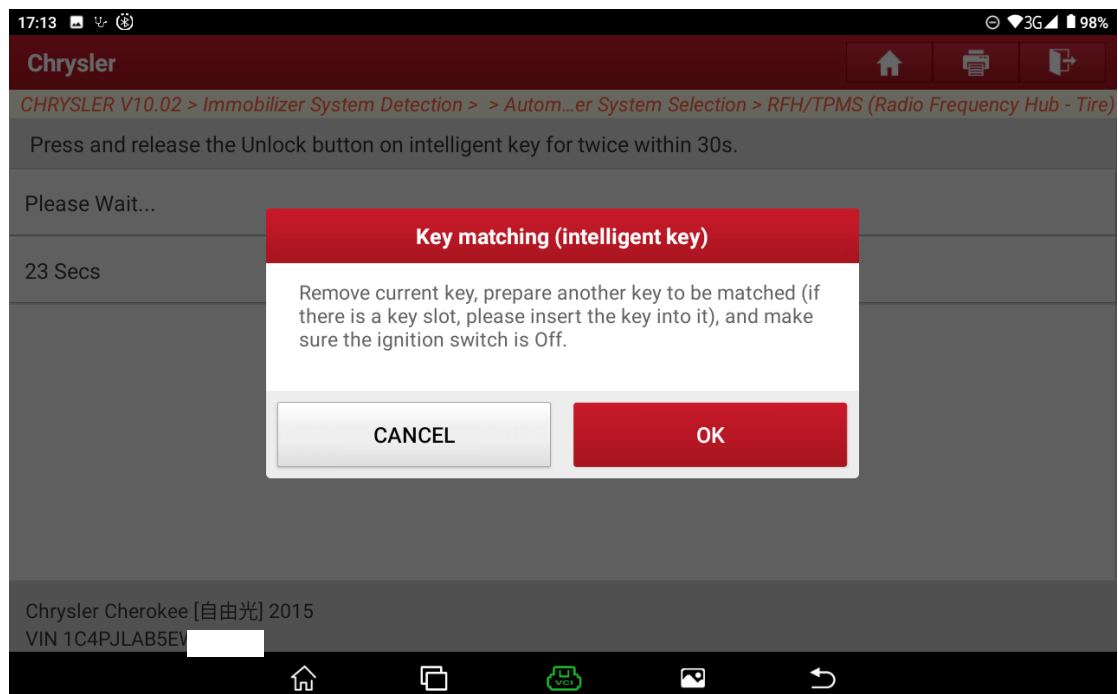 17:13
3G 98%
Chrysler
CHRYSLER V10.02 > Immobilizer System Detection > > Autom...er System Selection > RFH/TPMS (Radio Frequency Hub - Tire)
Press and release the Unlock button on intelligent key for twice within 30s.
Please Wait...
23 Secs
Key matching (intelligent key)
Remove current key, prepare another key to be matched (if
there is a key slot, please insert the key into it), and make
sure the ignition switch is Off.
CANCEL
OK
Chrysler Cherokee [自由光] 2015
VIN 1C4PJLAB5EW
VCI